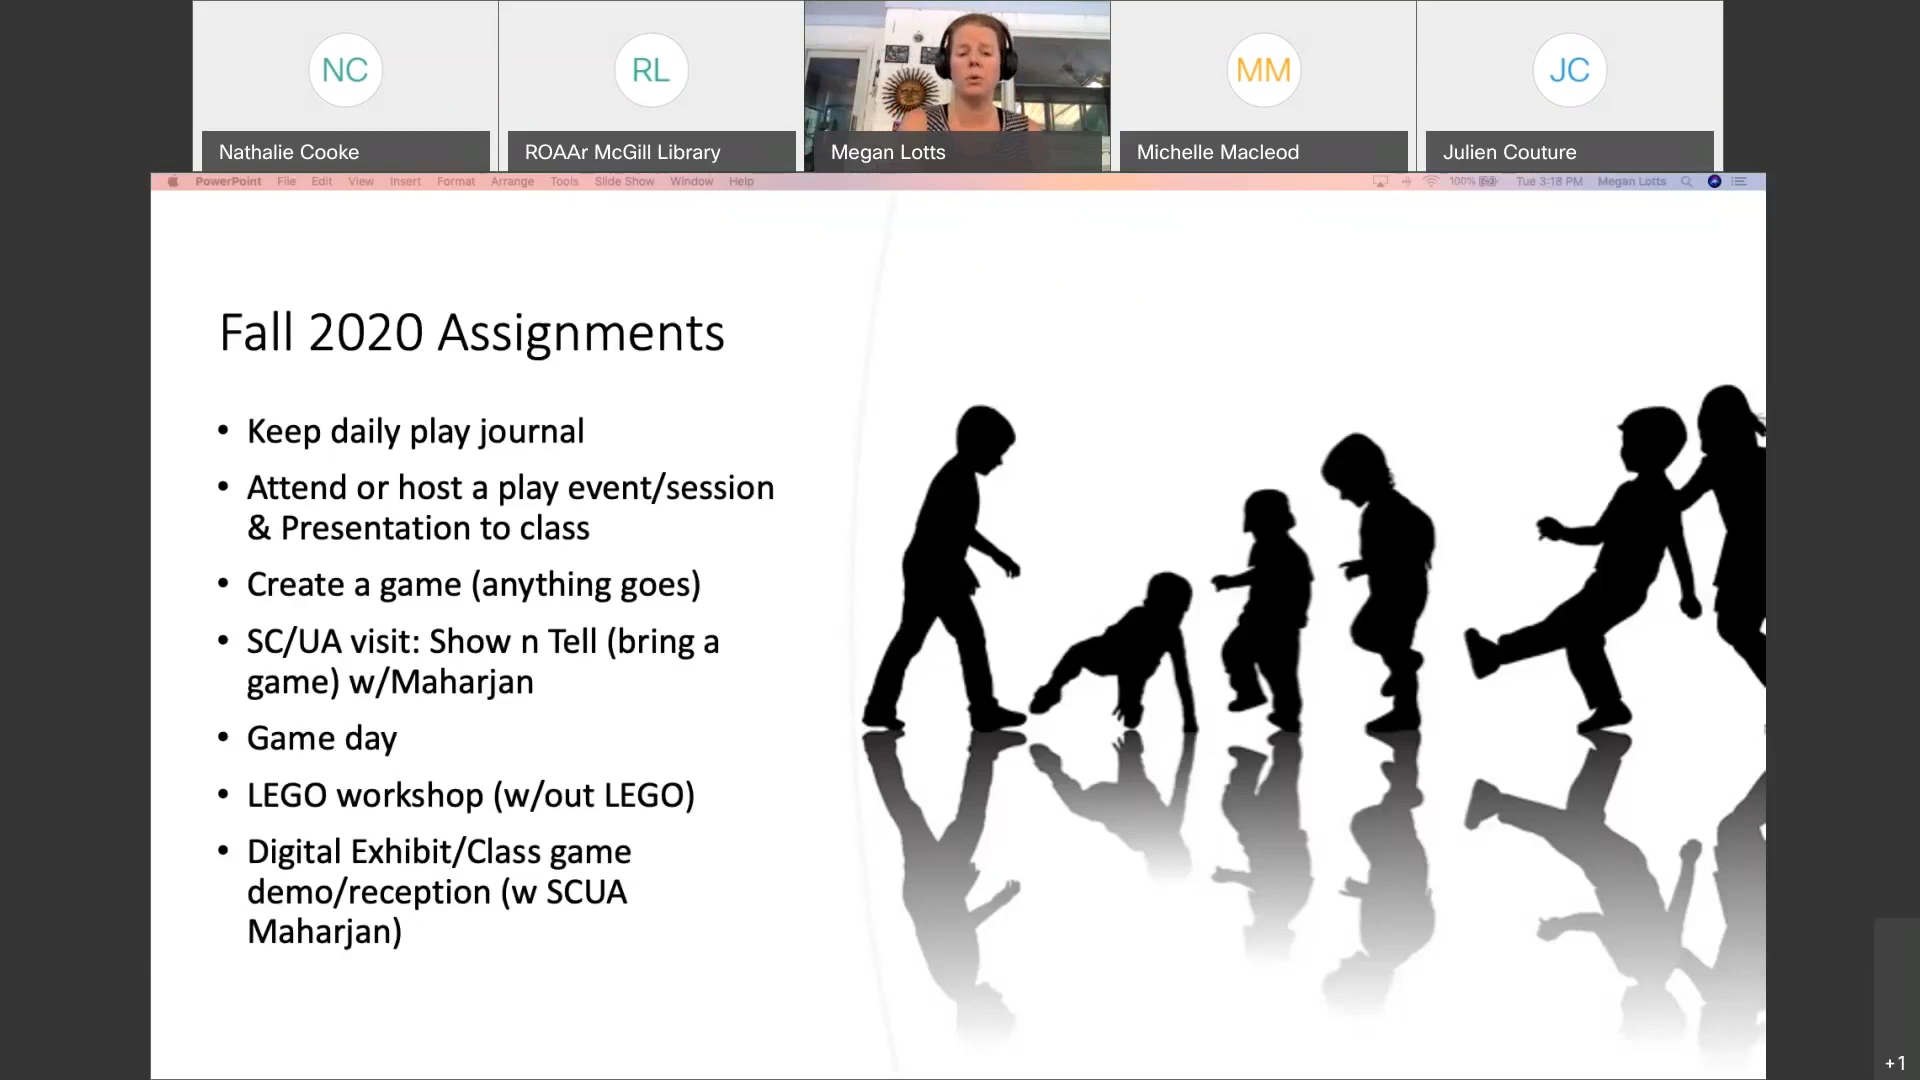 NC
RL
MM
JC
Nathalie Cooke
ROAAr McGill Library
Megan Lotts
Michelle Macleod
Julien Couture
PowerPoint File Edit View Insert Format Arrange Tools Slide Show Window Help 100% Tue 3:18 PM Megan Lotts
Fall 2020 Assignments
• Keep daily play journal
• Attend or host a play event/session
& Presentation to class
• Create a game (anything goes)
• SC/UA visit: Show n Tell (bring a
game) w/Maharjan
• Game day
• LEGO workshop (w/out LEGO)
• Digital Exhibit/Class game
demo/reception (w SCUA
Maharjan)
+1